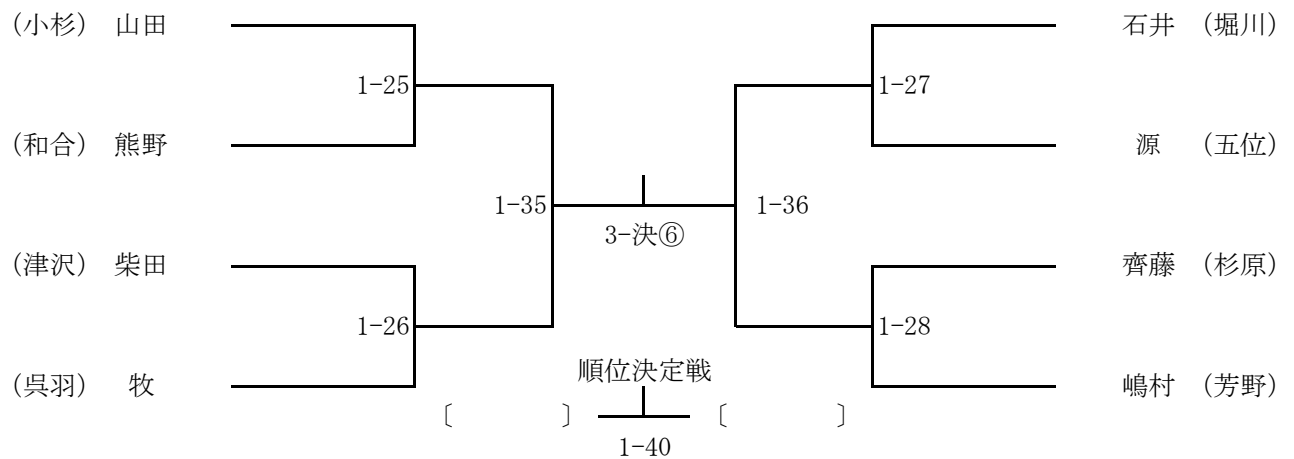 (小杉) 山田 石井 (堀川)
1-25 1-27
(和合) 熊野 源 (五位)
1-35 1-36
3-決⑥
(津沢) 柴田 齊藤 (杉原)
1-26 1-28
順位決定戦
(呉羽) 牧 嶋村 (芳野)
〔 〕 〔 〕
1-40